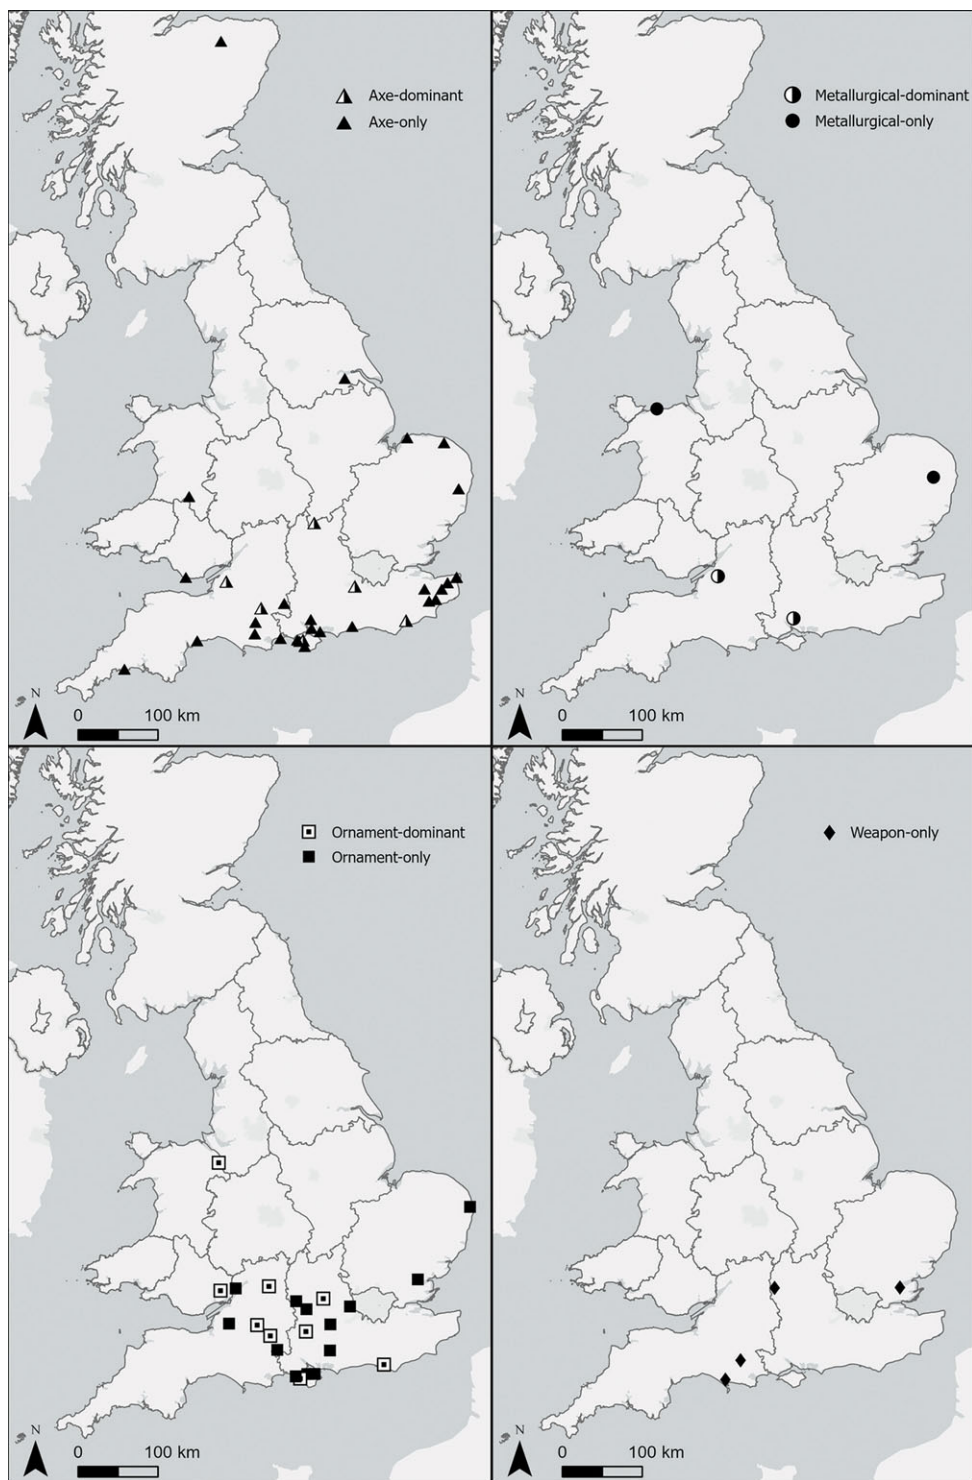 Axe-dominant
Axe-only
N
0 100 km
Metallurgical-dominant
Metallurgical-only
N
0 100 km
Ornament-dominant
Ornament-only
N
0 100 km
Weapon-only
N
0 100 km